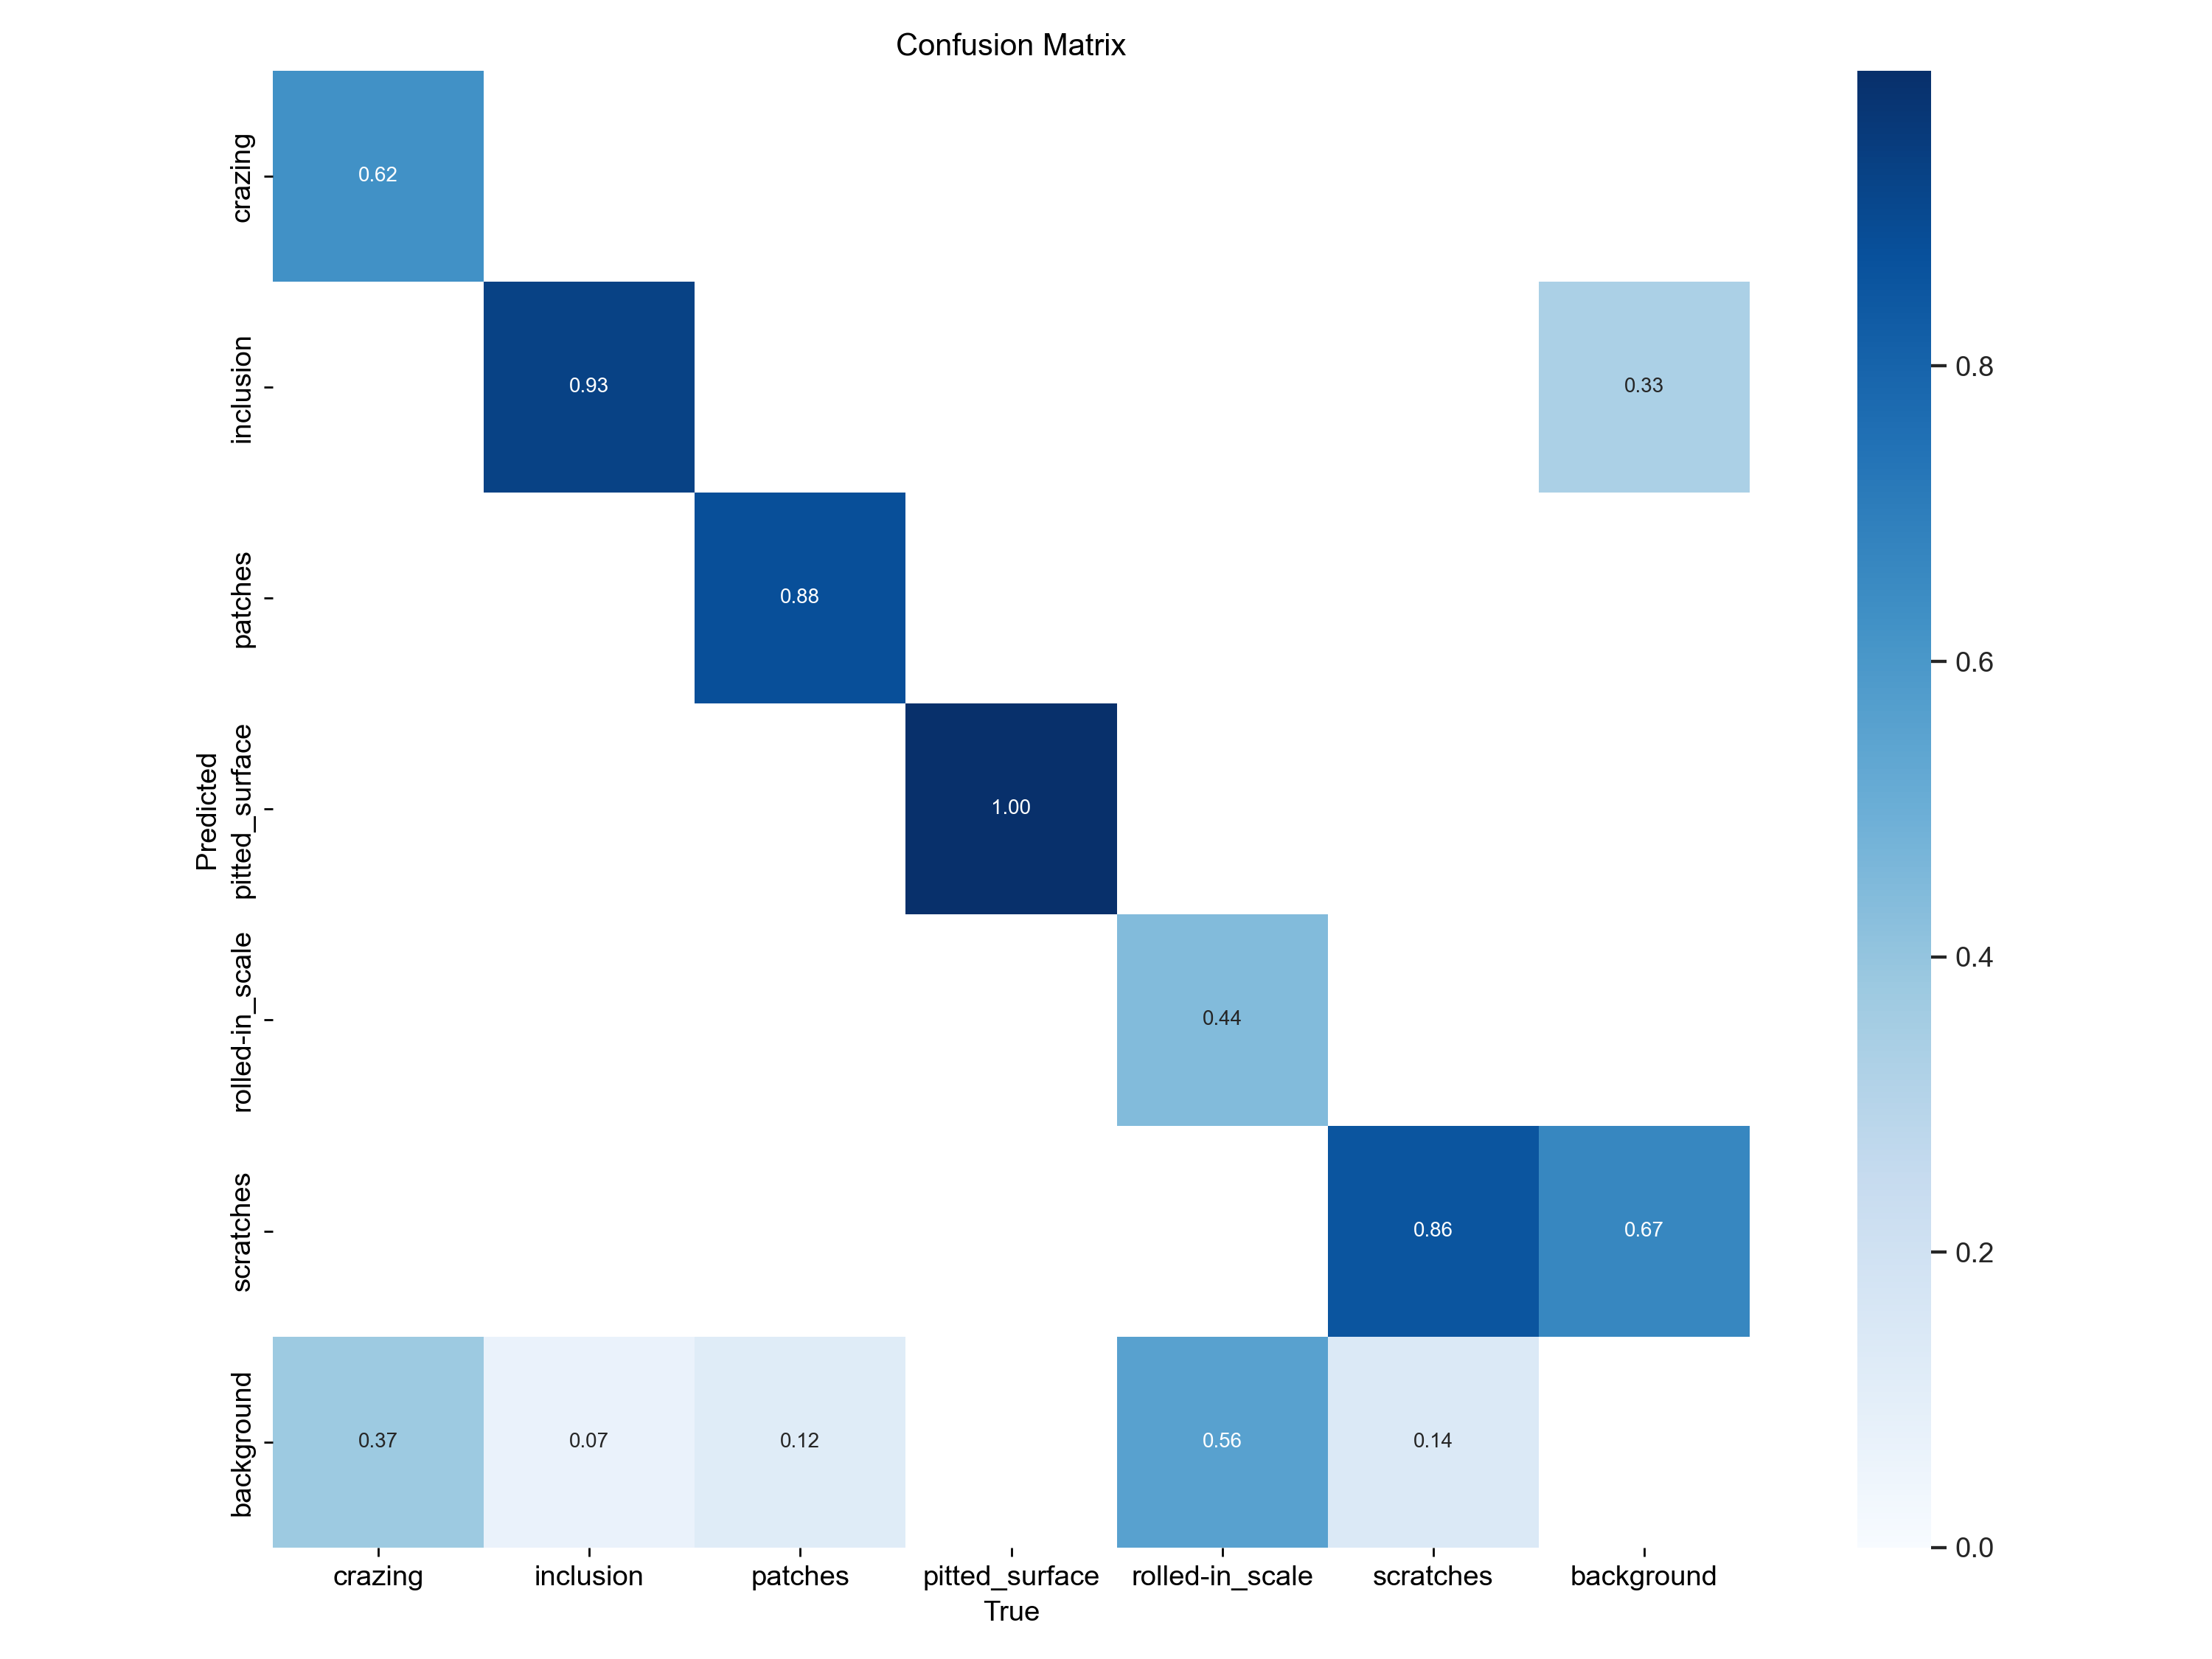 Confusion Matrix
crazing
inclusion
patches
pitted_surface
rolled-in_scale
scratches
background
Predicted
0.62
0.93
0.33
0.88
1.00
0.44
0.86
0.67
0.37
0.07
0.12
0.56
0.14
crazing
inclusion
patches
pitted_surface
rolled-in_scale
scratches
background
True
0.8
0.6
0.4
0.2
0.0